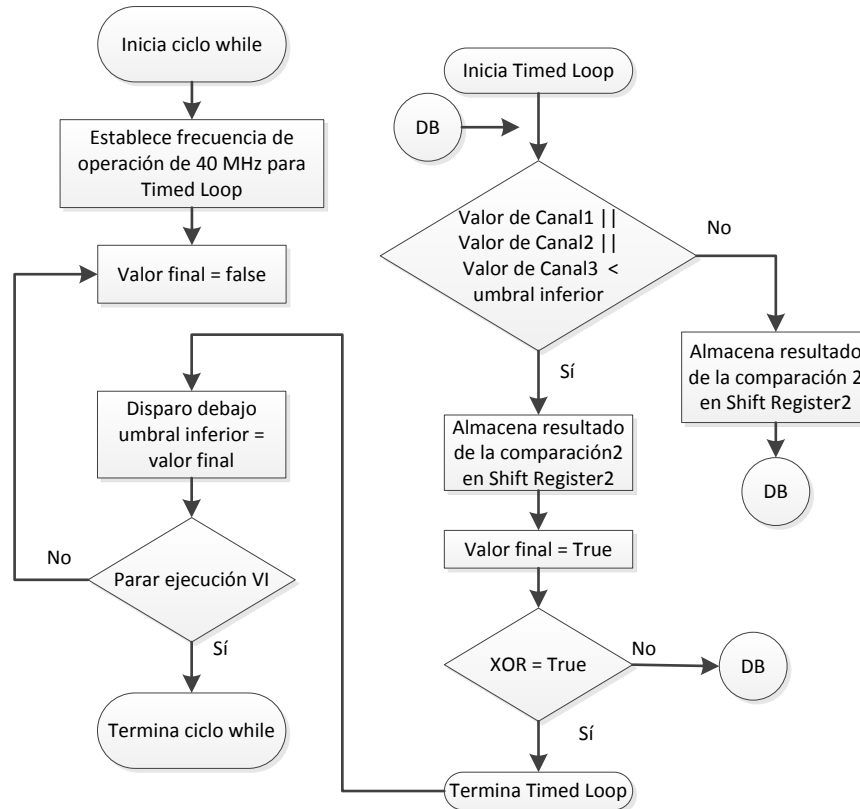 Inicia ciclo while
Establece frecuencia de
operación de 40 MHz para
Timed Loop
Valor final = false
Disparo debajo
umbral inferior =
valor final
No
Parar ejecución VI
Sí
Termina ciclo while
Inicia Timed Loop
DB
Valor de Canal1 ||
Valor de Canal2 ||
Valor de Canal3 <
umbral inferior
No
Almacena resultado
de la comparación 2
en Shift Register2
DB
Sí
Almacena resultado
de la comparación2
en Shift Register2
Valor final = True
XOR = True
No
DB
Sí
Termina Timed Loop